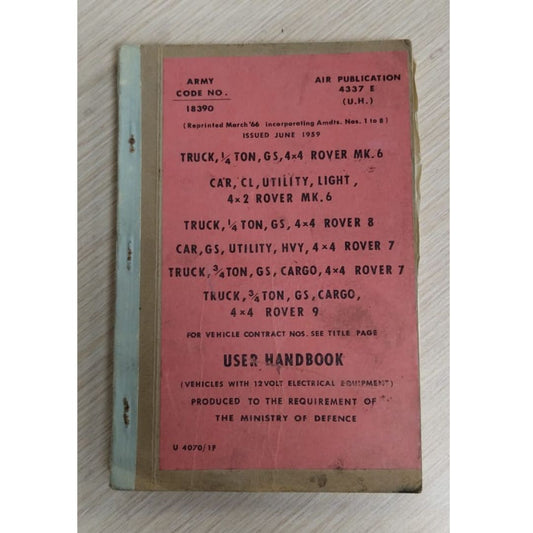 ARMY
CODE NO.
18390
AIR PUBLICATION
4337 E
(U.H.)
(Reprinted March '66 incorporating Amdts. Nos. 1 to 8)
ISSUED JUNE 1959
TRUCK, ¼ TON, GS, 4×4 ROVER MK.6
CAR, CL, UTILITY, LIGHT,
4×2 ROVER MK.6
TRUCK, ¼ TON, GS, 4×4 ROVER 8
CAR, GS, UTILITY, HVY, 4×4 ROVER 7
TRUCK, ¾ TON, GS, CARGO, 4×4 ROVER 7
TRUCK, ¾ TON, GS, CARGO,
4×4 ROVER 9
FOR VEHICLE CONTRACT NOS. SEE TITLE PAGE
USER HANDBOOK
(VEHICLES WITH 12 VOLT ELECTRICAL EQUIPMENT)
PRODUCED TO THE REQUIREMENT OF
THE MINISTRY OF DEFENCE
U 4070/1F